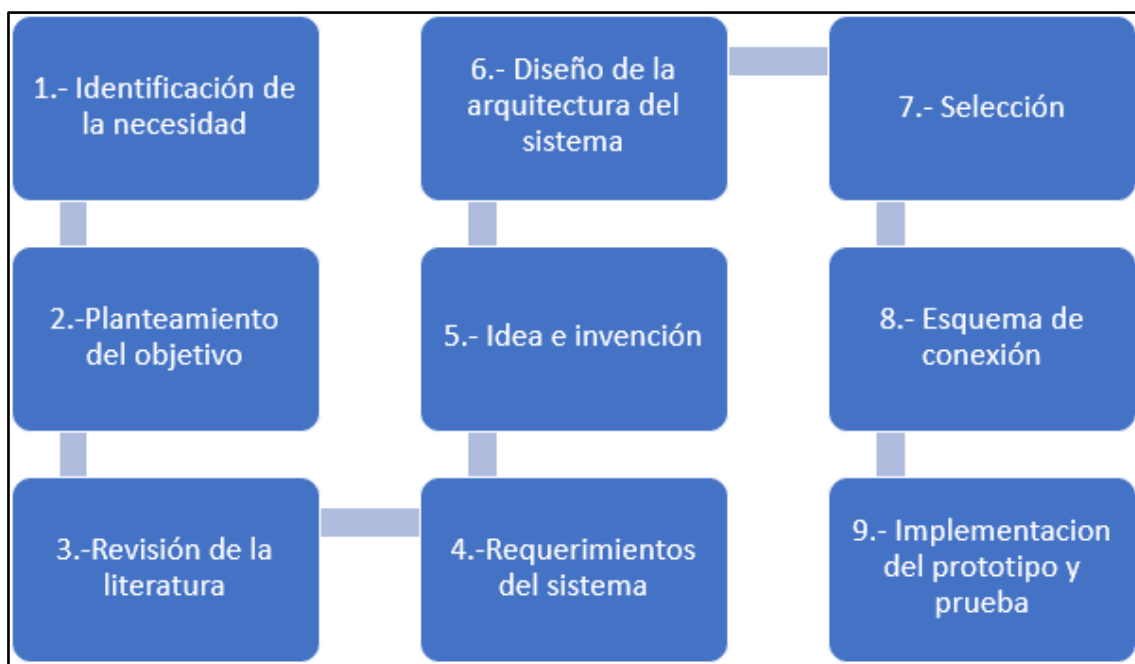 1.- Identificación de
la necesidad
2.-Planteamiento
del objetivo
3.-Revisión de la
literatura
4.-Requerimientos
del sistema
5.- Idea e invención
6.- Diseño de la
arquitectura del
sistema
7.- Selección
8.- Esquema de
conexión
9.- Implementacion
del prototipo y
prueba